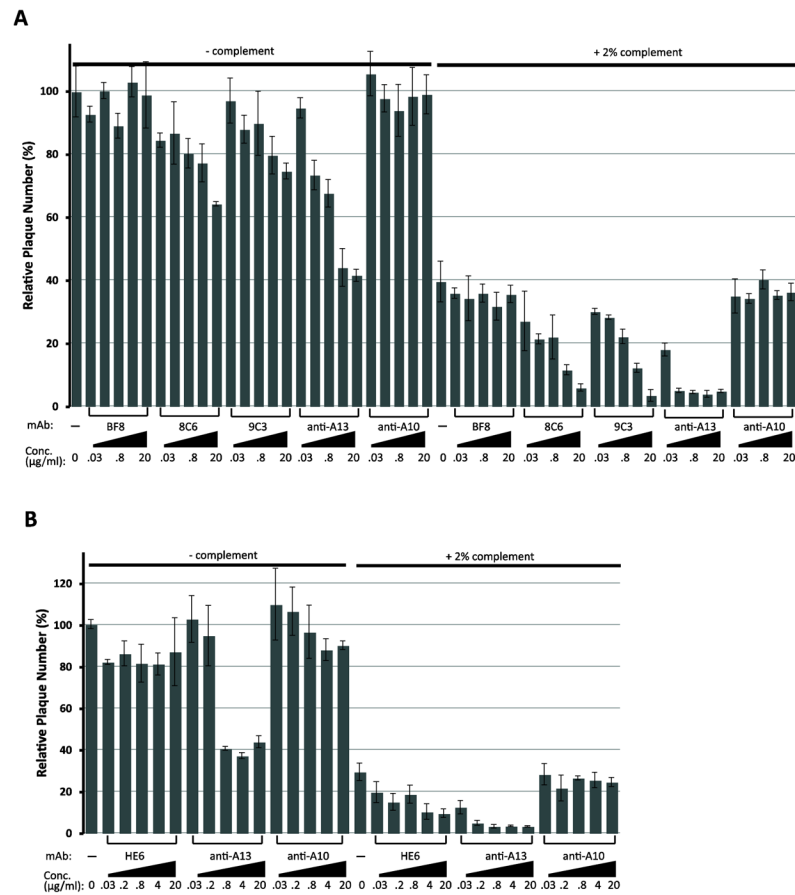 A
- complement + 2% complement
Relative Plaque Number (%)
100
80
60
40
20
0
mAb: – BF8 8C6 9C3 anti-A13 anti-A10 – BF8 8C6 9C3 anti-A13 anti-A10
Conc.
(µg/ml): 0 .03 .8 20 .03 .8 20 .03 .8 20 .03 .8 20 .03 .8 20 0 .03 .8 20 .03 .8 20 .03 .8 20 .03 .8 20 .03 .8 20
B
- complement + 2% complement
Relative Plaque Number (%)
120
100
80
60
40
20
0
mAb: – HE6 anti-A13 anti-A10 – HE6 anti-A13 anti-A10
Conc.
(µg/ml): 0 .03 .2 .8 4 20 .03 .2 .8 4 20 .03 .2 .8 4 20 0 .03 .2 .8 4 20 .03 .2 .8 4 20 .03 .2 .8 4 20